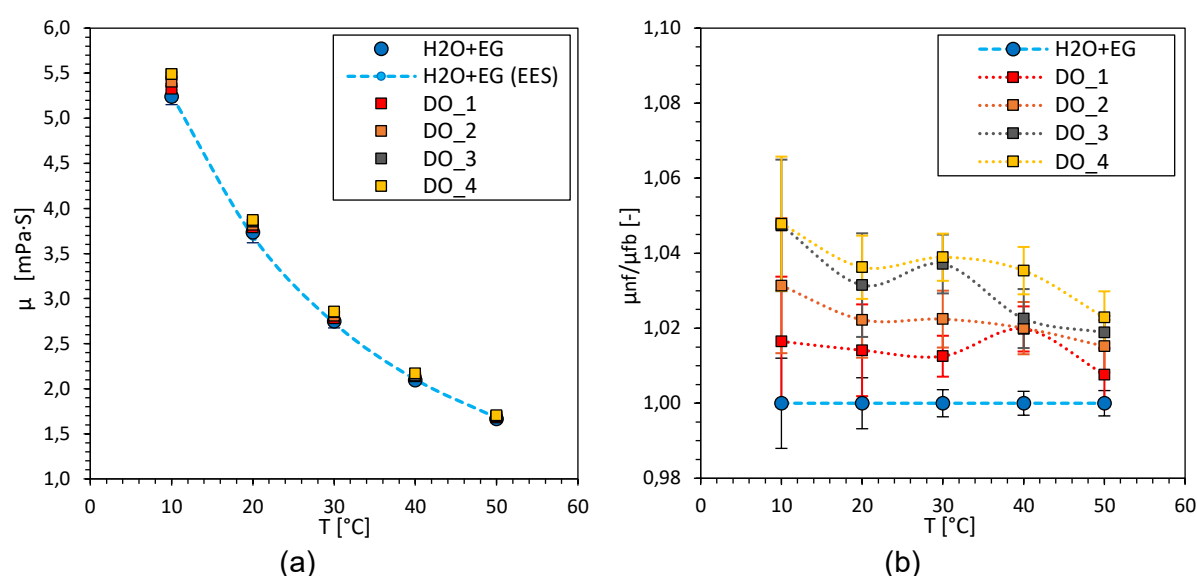 6,0
5,5
5,0
4,5
4,0
3,5
3,0
2,5
2,0
1,5
1,0
μ [mPa·S]
0 10 20 30 40 50 60
T [°C]
H2O+EG
H2O+EG (EES)
DO_1
DO_2
DO_3
DO_4
(a)
1,10
1,08
1,06
1,04
1,02
1,00
0,98
μnf/μfb [-]
0 10 20 30 40 50 60
T [°C]
H2O+EG
DO_1
DO_2
DO_3
DO_4
(b)